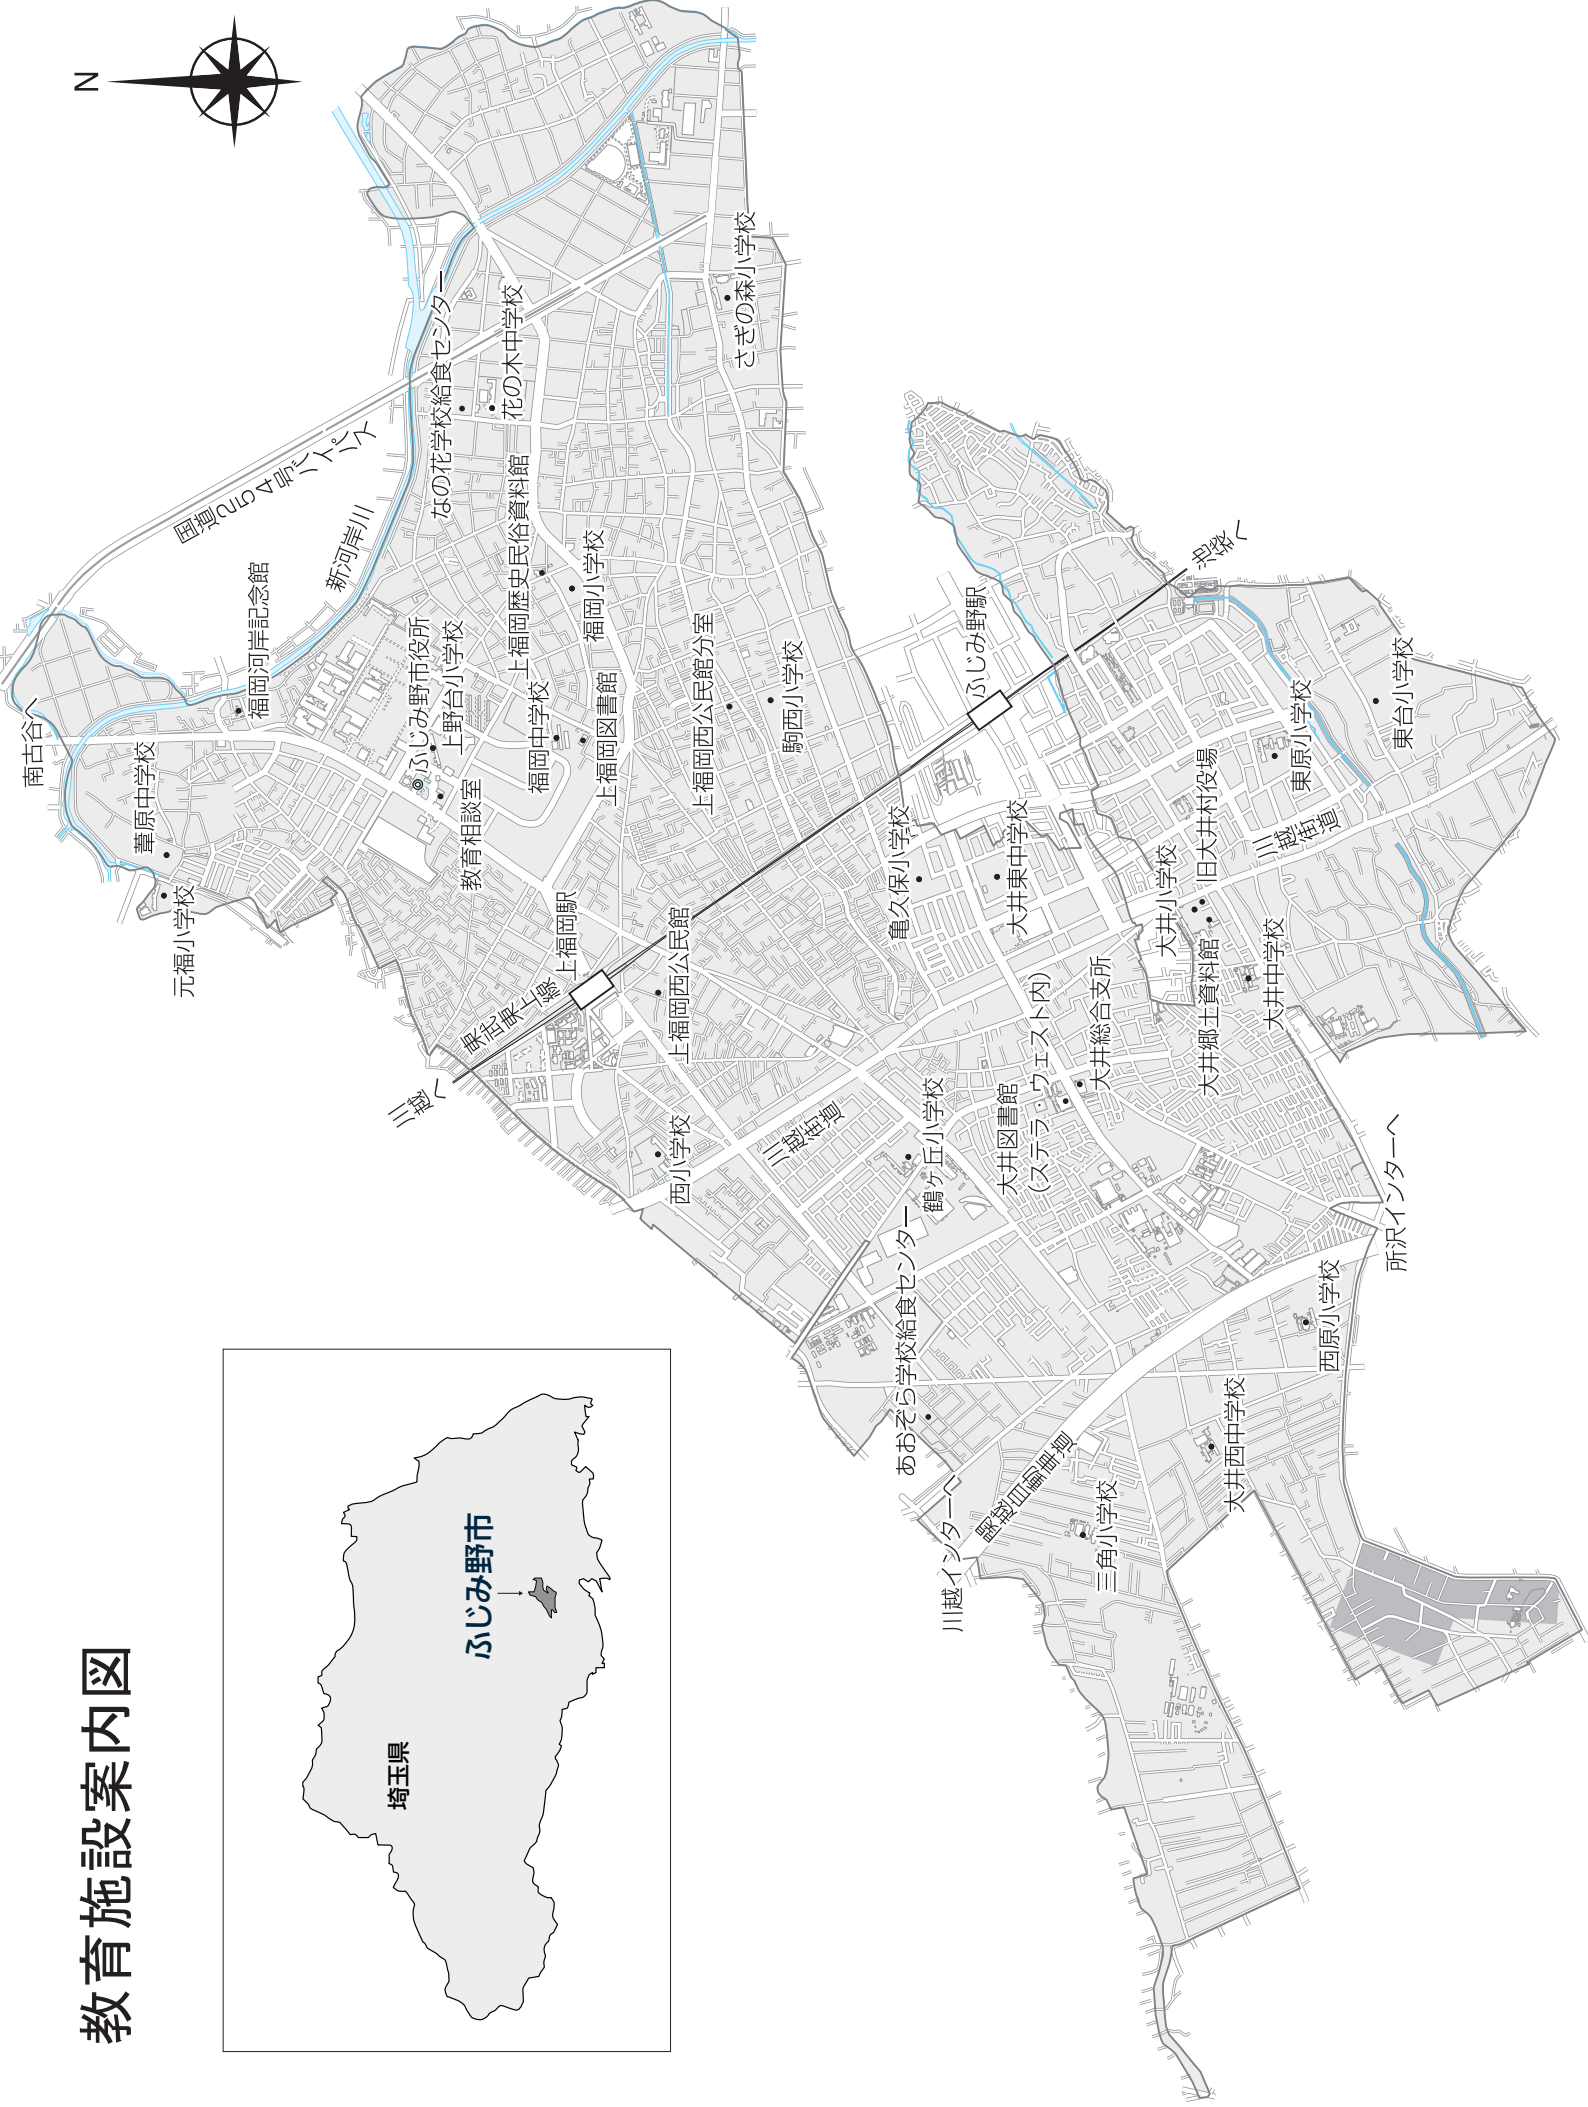 教育施設案内図
N
埼玉県
ふじみ野市
南古谷へ
国道254号バイパス
新河岸川
葦原中学校
元福小学校
福岡河岸記念館
ふじみ野市役所
上野台小学校
教育相談室
なの花学校給食センター
花の木中学校
上福岡歴史民俗資料館
福岡小学校
福岡中学校
上福岡図書館
さぎの森小学校
上福岡西公民館分室
駒西小学校
上福岡駅
東武東上線
川越へ
上福岡西公民館
西小学校
川越街道
ふじみ野駅
池袋へ
亀久保小学校
大井東中学校
大井小学校
旧大井村役場
川越街道
東原小学校
東台小学校
大井中学校
大井郷土資料館
大井総合支所
大井図書館
(ステラ・ウェスト内)
鶴ヶ丘小学校
あおぞら学校給食センター
所沢インターへ
西原小学校
大井西中学校
三角小学校
関越自動車道
川越インターへ